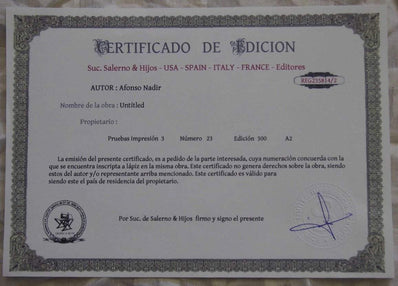 CERTIFICADO DE EDICION
Suc. Salerno & Hijos - USA - SPAIN - ITALY - FRANCE - Editores
AUTOR : Afonso Nadir
Nombre de la obra : Untitled
Propietario :
Pruebas impresión 3 Número 23 Edición 500 A2
La emisión del presente certificado, es a pedido de la parte interesada, cuya numeración concuerda con la
que se encuentra inscripta a lápiz en la misma obra. Este certificado no genera derechos sobre la obra, siendo
estos del autor y/o representante arriba mencionado. Este certificado es válido para
siendo este el país de residencia del propietario.
Por Suc. de Salerno & Hijos firmo y signo el presente